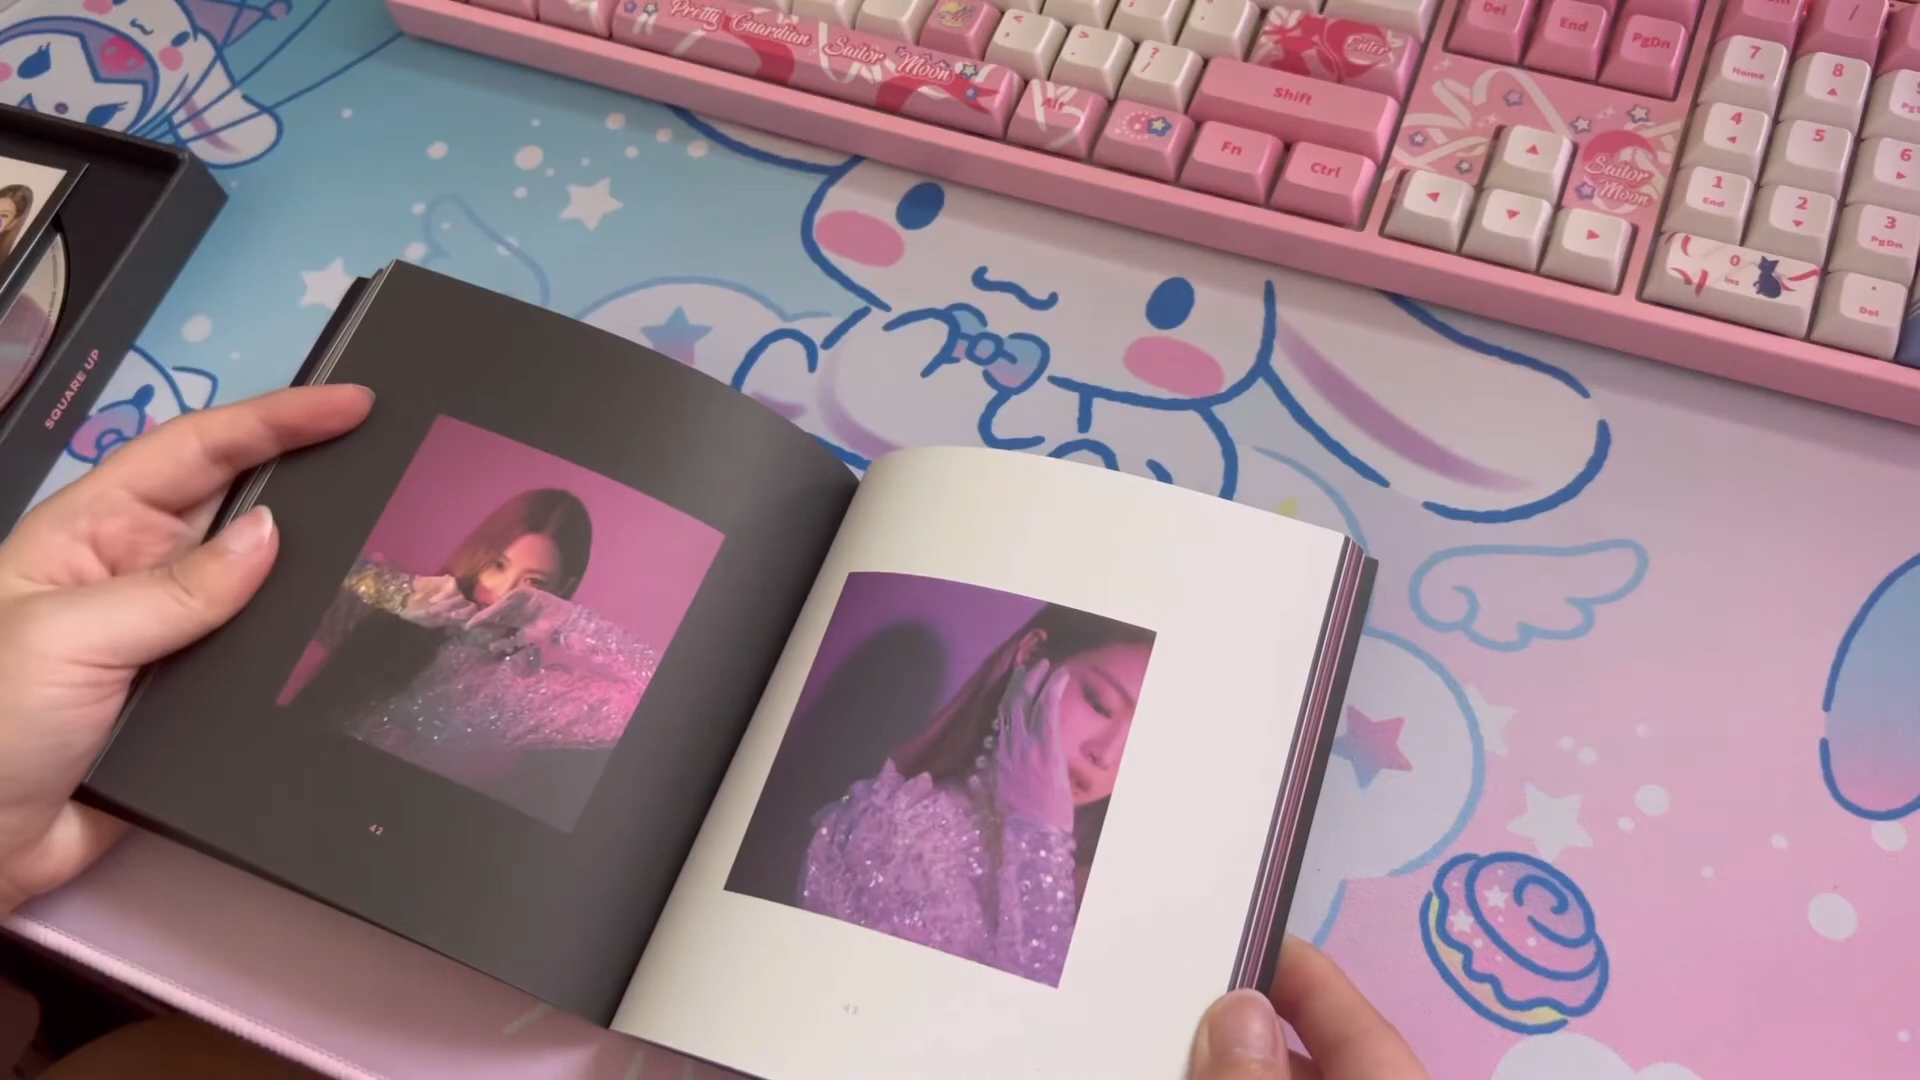 Pretty Guardian Sailor Moon
Enter
Del
End
PgDn
Shift
Alt
Fn
Ctrl
Sailor
Moon
7
Home
8
4
5
6
1
End
2
3
PgDn
0
Ins
Del
SQUARE UP
42
43